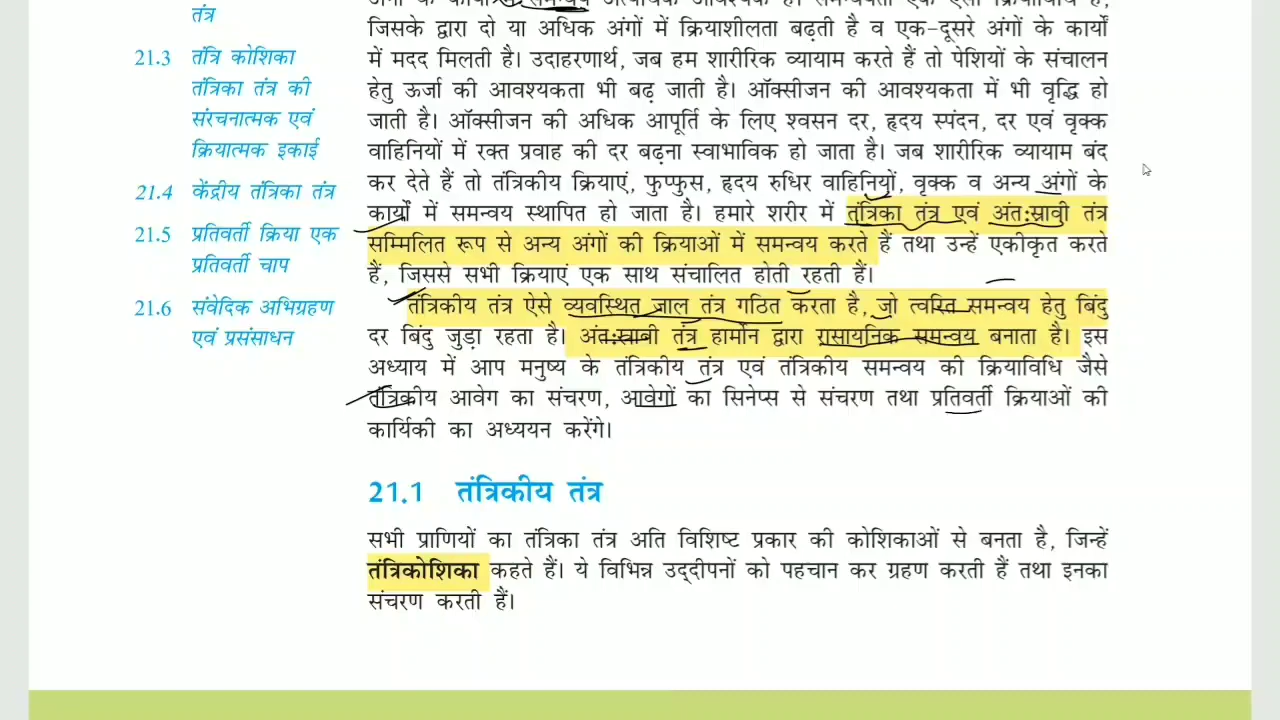 तंत्र
21.3 तंत्रि कोशिका
तंत्रिका तंत्र की
संरचनात्मक एवं
क्रियात्मक इकाई
21.4 केंद्रीय तंत्रिका तंत्र
21.5 प्रतिवर्ती क्रिया एक
प्रतिवर्ती चाप
21.6 संवेदिक अभिग्रहण
एवं प्रसंसाधन
जिसके द्वारा दो या अधिक अंगों में क्रियाशीलता बढ़ती है व एक-दूसरे अंगों के कार्यों
में मदद मिलती है। उदाहरणार्थ, जब हम शारीरिक व्यायाम करते हैं तो पेशियों के संचालन
हेतु ऊर्जा की आवश्यकता भी बढ़ जाती है। ऑक्सीजन की आवश्यकता में भी वृद्धि हो
जाती है। ऑक्सीजन की अधिक आपूर्ति के लिए श्वसन दर, हृदय स्पंदन, दर एवं वृक्क
वाहिनियों में रक्त प्रवाह की दर बढ़ना स्वाभाविक हो जाता है। जब शारीरिक व्यायाम बंद
कर देते हैं तो तंत्रिकीय क्रियाएं, फुप्फुस, हृदय रुधिर वाहिनियों, वृक्क व अन्य अंगों के
कार्यों में समन्वय स्थापित हो जाता है। हमारे शरीर में तंत्रिका तंत्र एवं अंतःस्रावी तंत्र
सम्मिलित रूप से अन्य अंगों की क्रियाओं में समन्वय करते हैं तथा उन्हें एकीकृत करते
हैं, जिससे सभी क्रियाएं एक साथ संचालित होती रहती हैं।
तंत्रिकीय तंत्र ऐसे व्यवस्थित जाल तंत्र गठित करता है, जो त्वरित समन्वय हेतु बिंदु
दर बिंदु जुड़ा रहता है। अंतःस्रावी तंत्र हार्मोन द्वारा रासायनिक समन्वय बनाता है। इस
अध्याय में आप मनुष्य के तंत्रिकीय तंत्र एवं तंत्रिकीय समन्वय की क्रियाविधि जैसे
तंत्रिकीय आवेग का संचरण, आवेगों का सिनेप्स से संचरण तथा प्रतिवर्ती क्रियाओं की
कार्यिकी का अध्ययन करेंगे।
21.1 तंत्रिकीय तंत्र
सभी प्राणियों का तंत्रिका तंत्र अति विशिष्ट प्रकार की कोशिकाओं से बनता है, जिन्हें
तंत्रिकोशिका कहते हैं। ये विभिन्न उद्दीपनों को पहचान कर ग्रहण करती हैं तथा इनका
संचरण करती हैं।